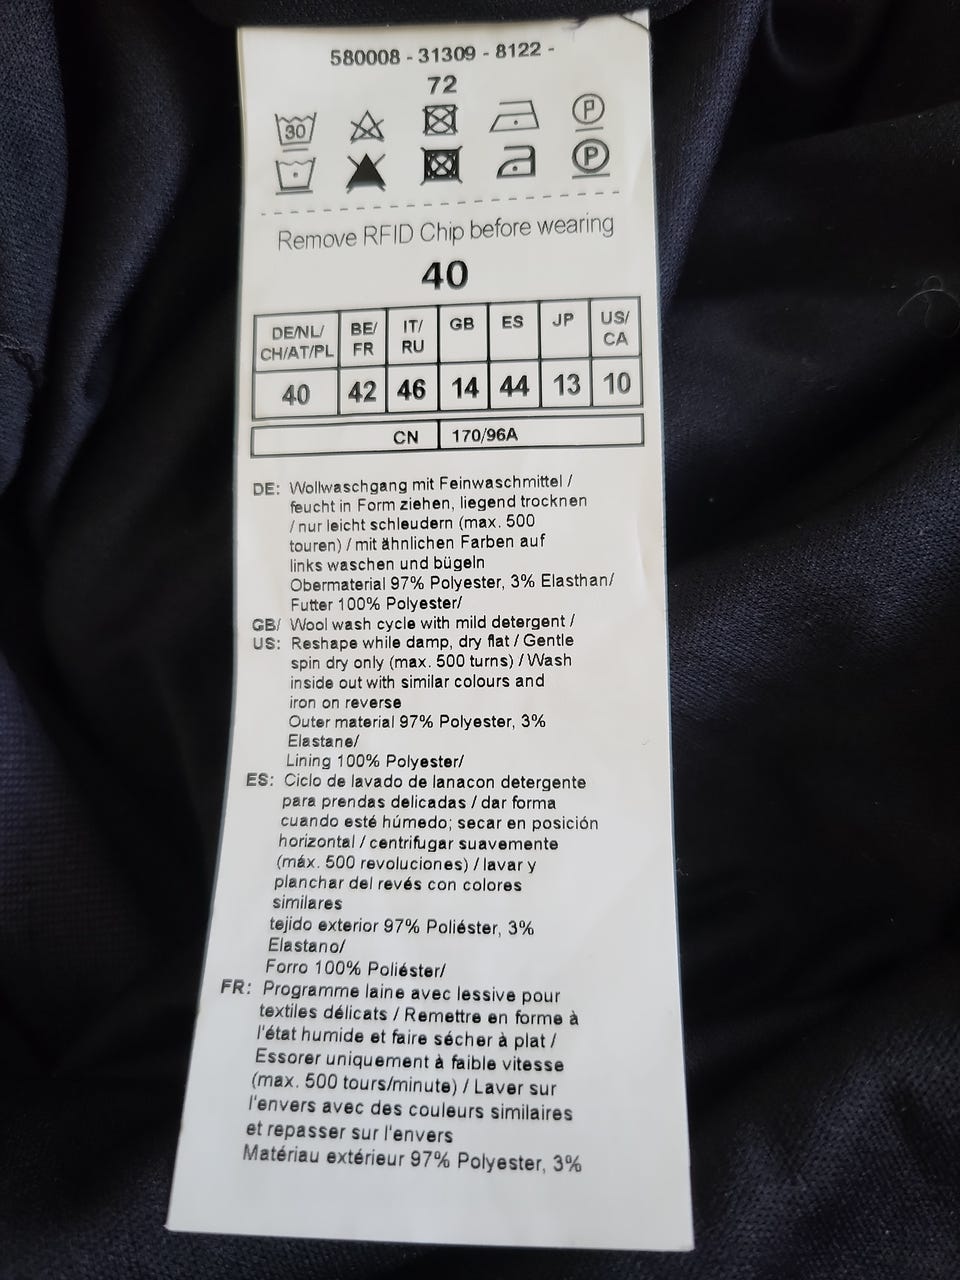 580008 - 31309 - 8122 -
72
30 P
P
Remove RFID Chip before wearing
40
DE/NL/ CH/AT/PL BE/ FR IT/ RU GB ES JP US/ CA
40 42 46 14 44 13 10
CN 170/96A
DE: Wollwaschgang mit Feinwaschmittel /
feucht in Form ziehen, liegend trocknen
/ nur leicht schleudern (max. 500
touren) / mit ähnlichen Farben auf
links waschen und bügeln
Obermaterial 97% Polyester, 3% Elasthan/
Futter 100% Polyester/
GB/ Wool wash cycle with mild detergent /
US: Reshape while damp, dry flat / Gentle
spin dry only (max. 500 turns) / Wash
inside out with similar colours and
iron on reverse
Outer material 97% Polyester, 3%
Elastane/
Lining 100% Polyester/
ES: Ciclo de lavado de lanacon detergente
para prendas delicadas / dar forma
cuando esté húmedo; secar en posición
horizontal / centrifugar suavemente
(máx. 500 revoluciones) / lavar y
planchar del revés con colores
similares
tejido exterior 97% Poliéster, 3%
Elastano/
Forro 100% Poliéster/
FR: Programme laine avec lessive pour
textiles délicats / Remettre en forme à
l'état humide et faire sécher à plat /
Essorer uniquement à faible vitesse
(max. 500 tours/minute) / Laver sur
l'envers avec des couleurs similaires
et repasser sur l'envers
Matériau extérieur 97% Polyester, 3%